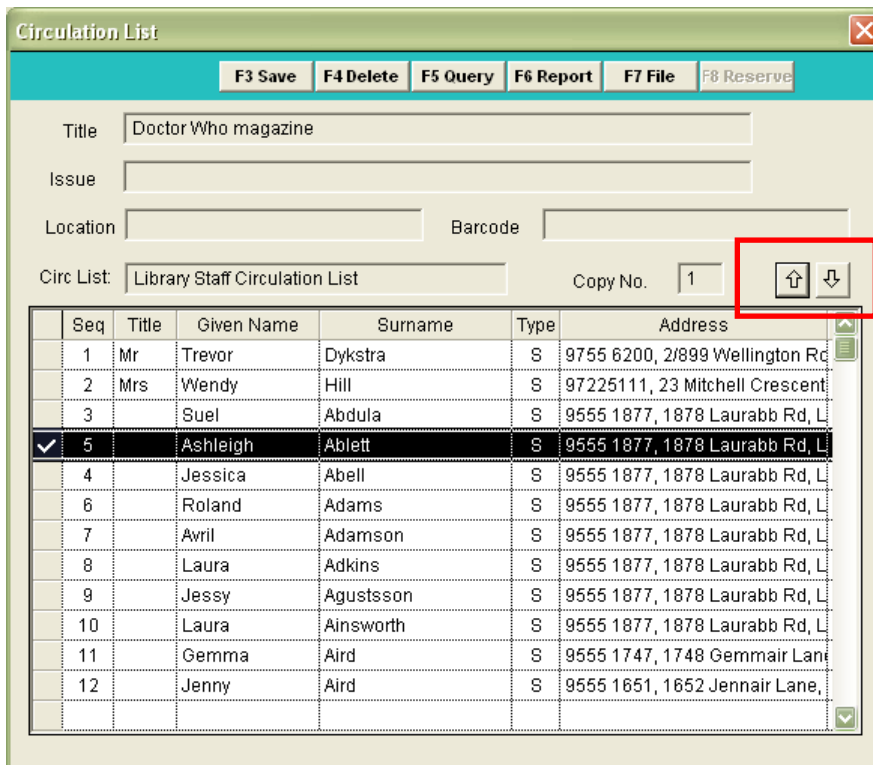 Circulation List
F3 Save F4 Delete F5 Query F6 Report F7 File F8 Reserve
Title Doctor Who magazine
Issue
Location Barcode
Circ List: Library Staff Circulation List Copy No. 1
Seq Title Given Name Surname Type Address
1 Mr Trevor Dykstra S 9755 6200, 2/899 Wellington Rd
2 Mrs Wendy Hill S 97225111, 23 Mitchell Crescent
3 Suel Abdula S 9555 1877, 1878 Laurabb Rd, L
5 Ashleigh Ablett S 9555 1877, 1878 Laurabb Rd, L
4 Jessica Abell S 9555 1877, 1878 Laurabb Rd, L
6 Roland Adams S 9555 1877, 1878 Laurabb Rd, L
7 Avril Adamson S 9555 1877, 1878 Laurabb Rd, L
8 Laura Adkins S 9555 1877, 1878 Laurabb Rd, L
9 Jessy Agustsson S 9555 1877, 1878 Laurabb Rd, L
10 Laura Ainsworth S 9555 1877, 1878 Laurabb Rd, L
11 Gemma Aird S 9555 1747, 1748 Gemmair Lane
12 Jenny Aird S 9555 1651, 1652 Jennair Lane,